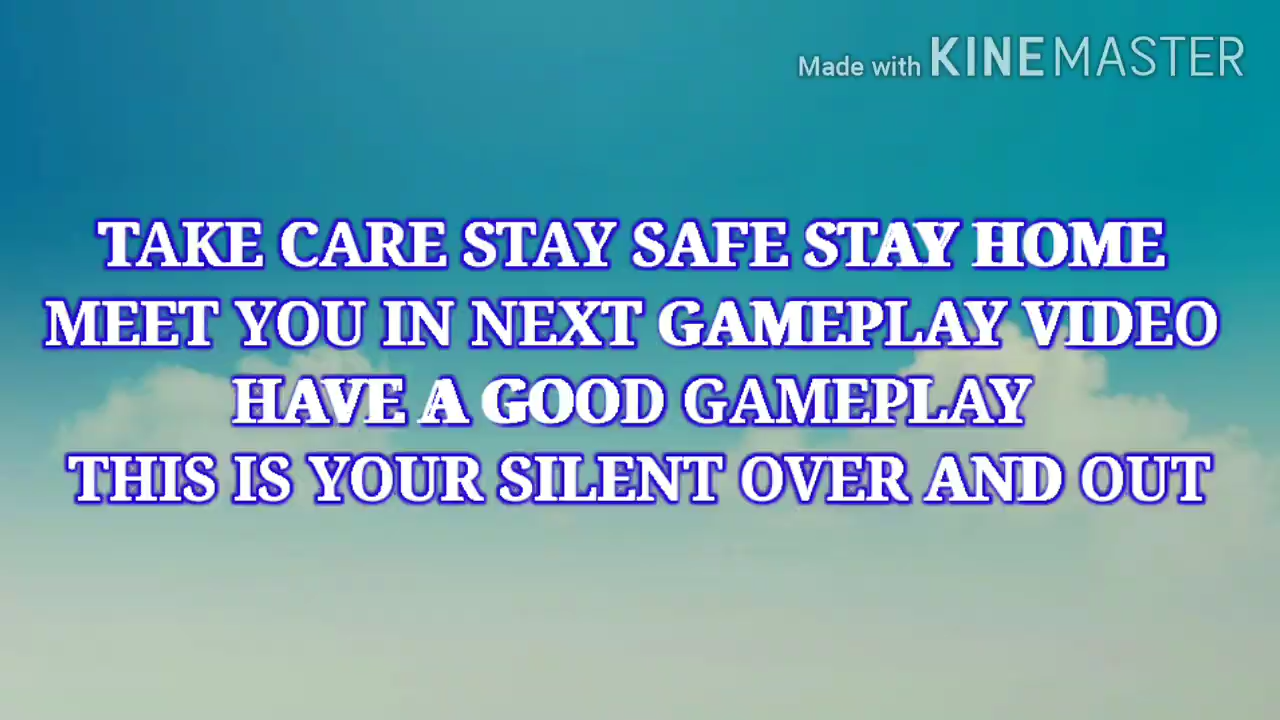 Made with KINEMASTER
TAKE CARE STAY SAFE STAY HOME
MEET YOU IN NEXT GAMEPLAY VIDEO
HAVE A GOOD GAMEPLAY
THIS IS YOUR SILENT OVER AND OUT